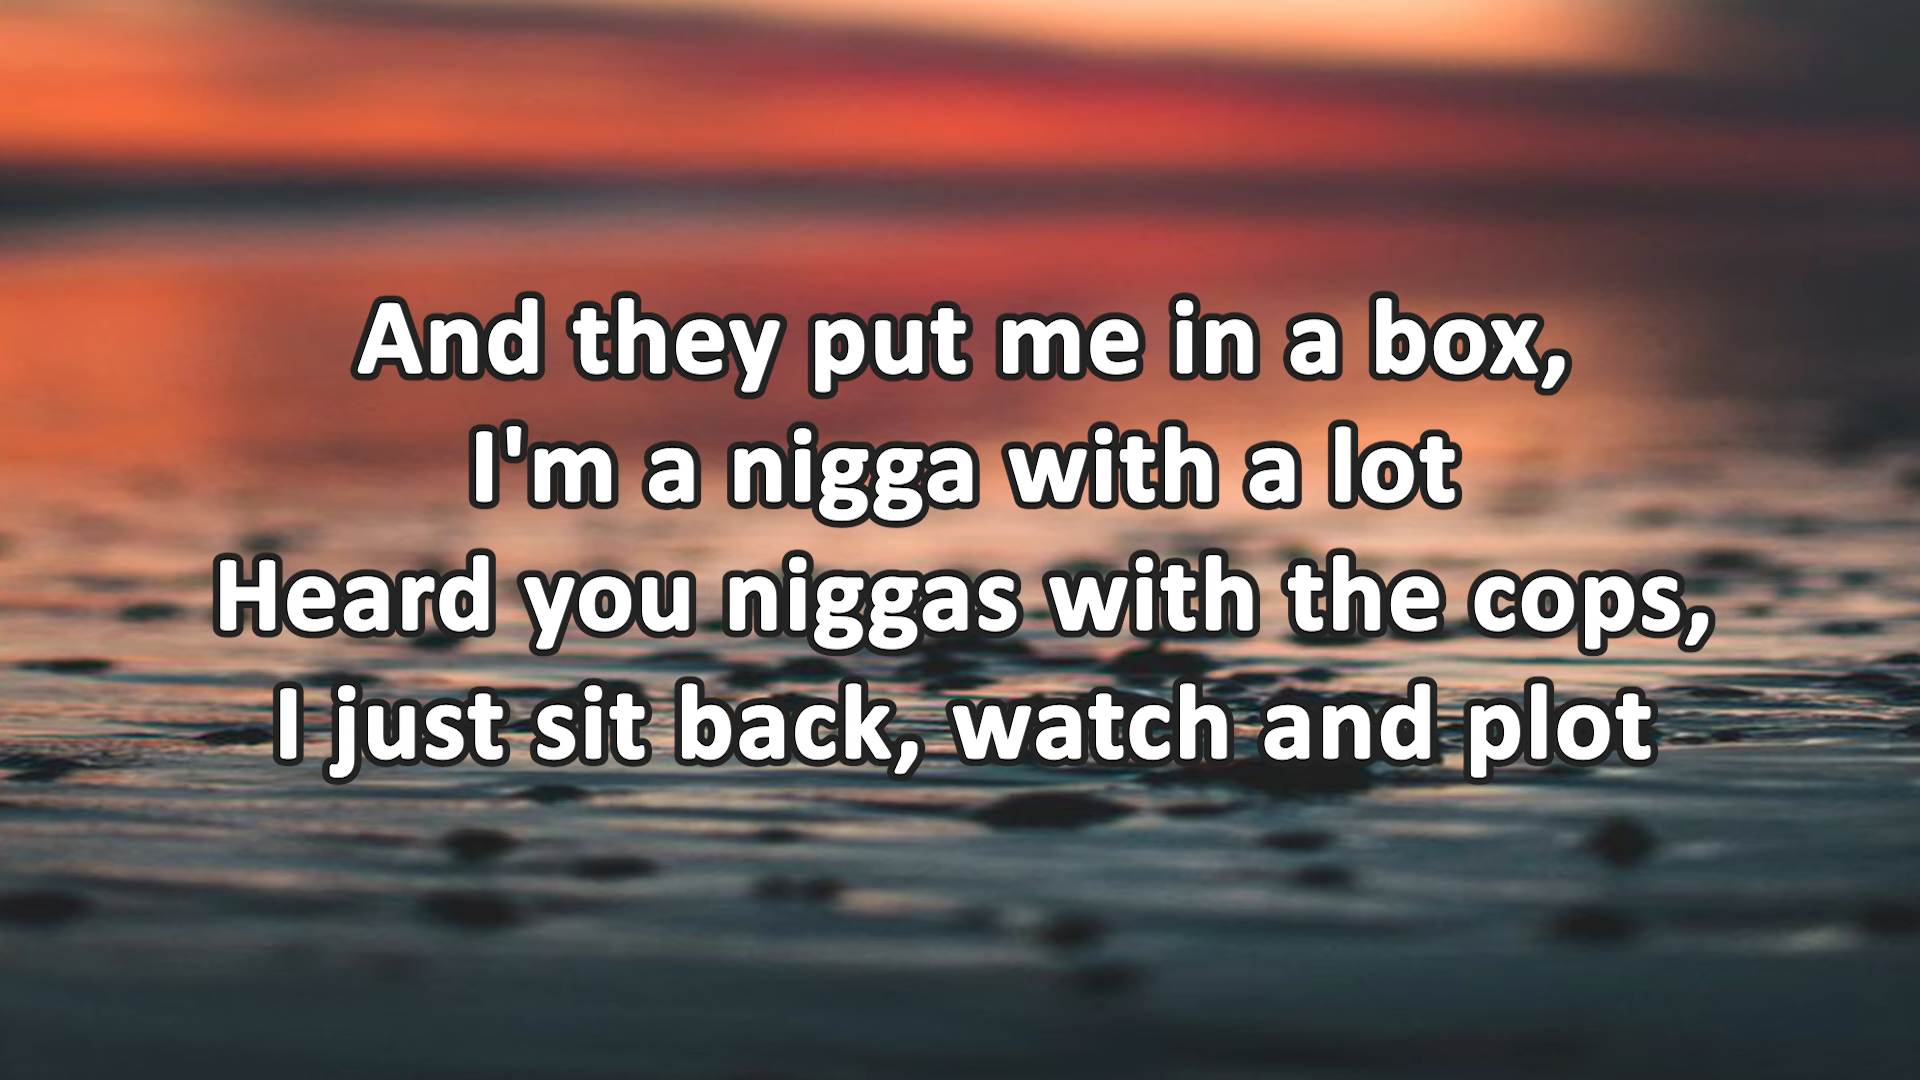 And they put me in a box,
I'm a nigga with a lot
Heard you niggas with the cops,
I just sit back, watch and plot